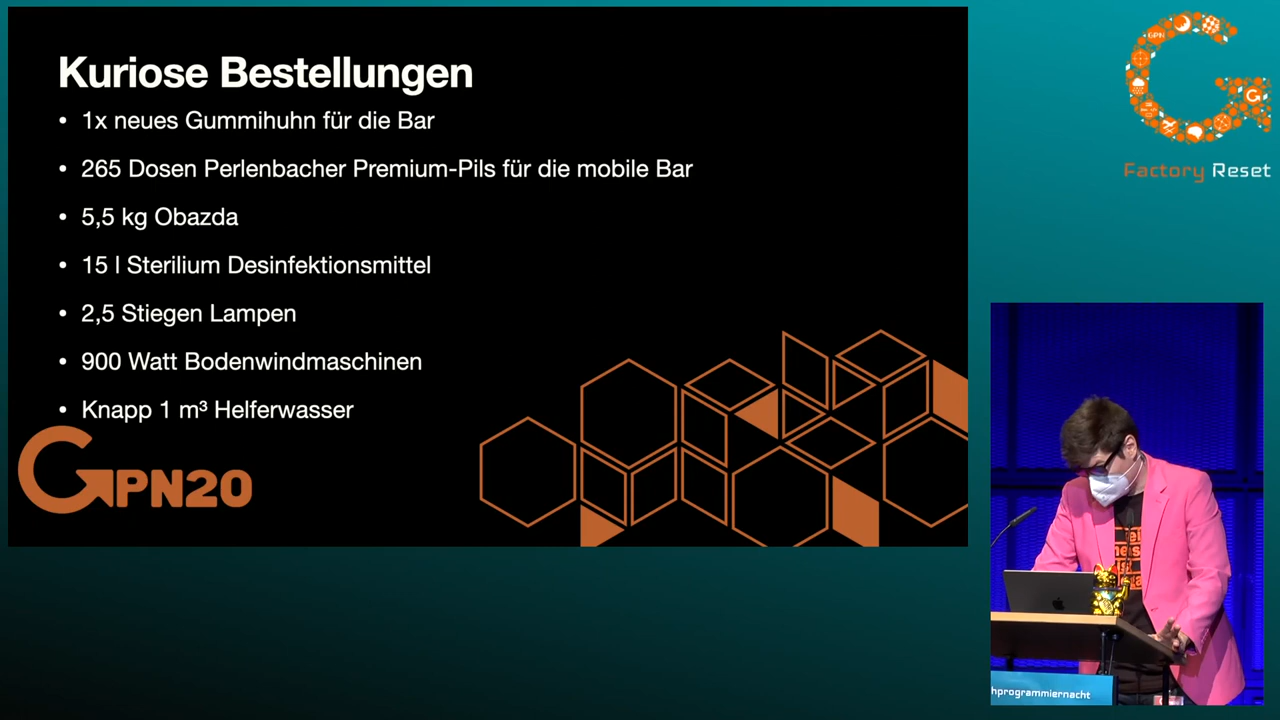 Kuriose Bestellungen
• 1x neues Gummihuhn für die Bar
• 265 Dosen Perlenbacher Premium-Pils für die mobile Bar
• 5,5 kg Obazda
• 15 l Sterilium Desinfektionsmittel
• 2,5 Stiegen Lampen
• 900 Watt Bodenwindmaschinen
• Knapp 1 m³ Helferwasser
GPN20
GPN
Factory Reset
hprogrammiernacht